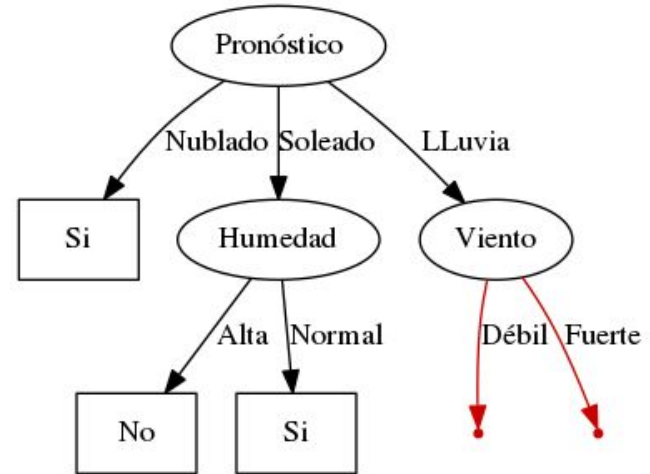 Pronóstico
Nublado
Soleado
LLuvia
Si
Humedad
Viento
Alta
Normal
Débil
Fuerte
No
Si